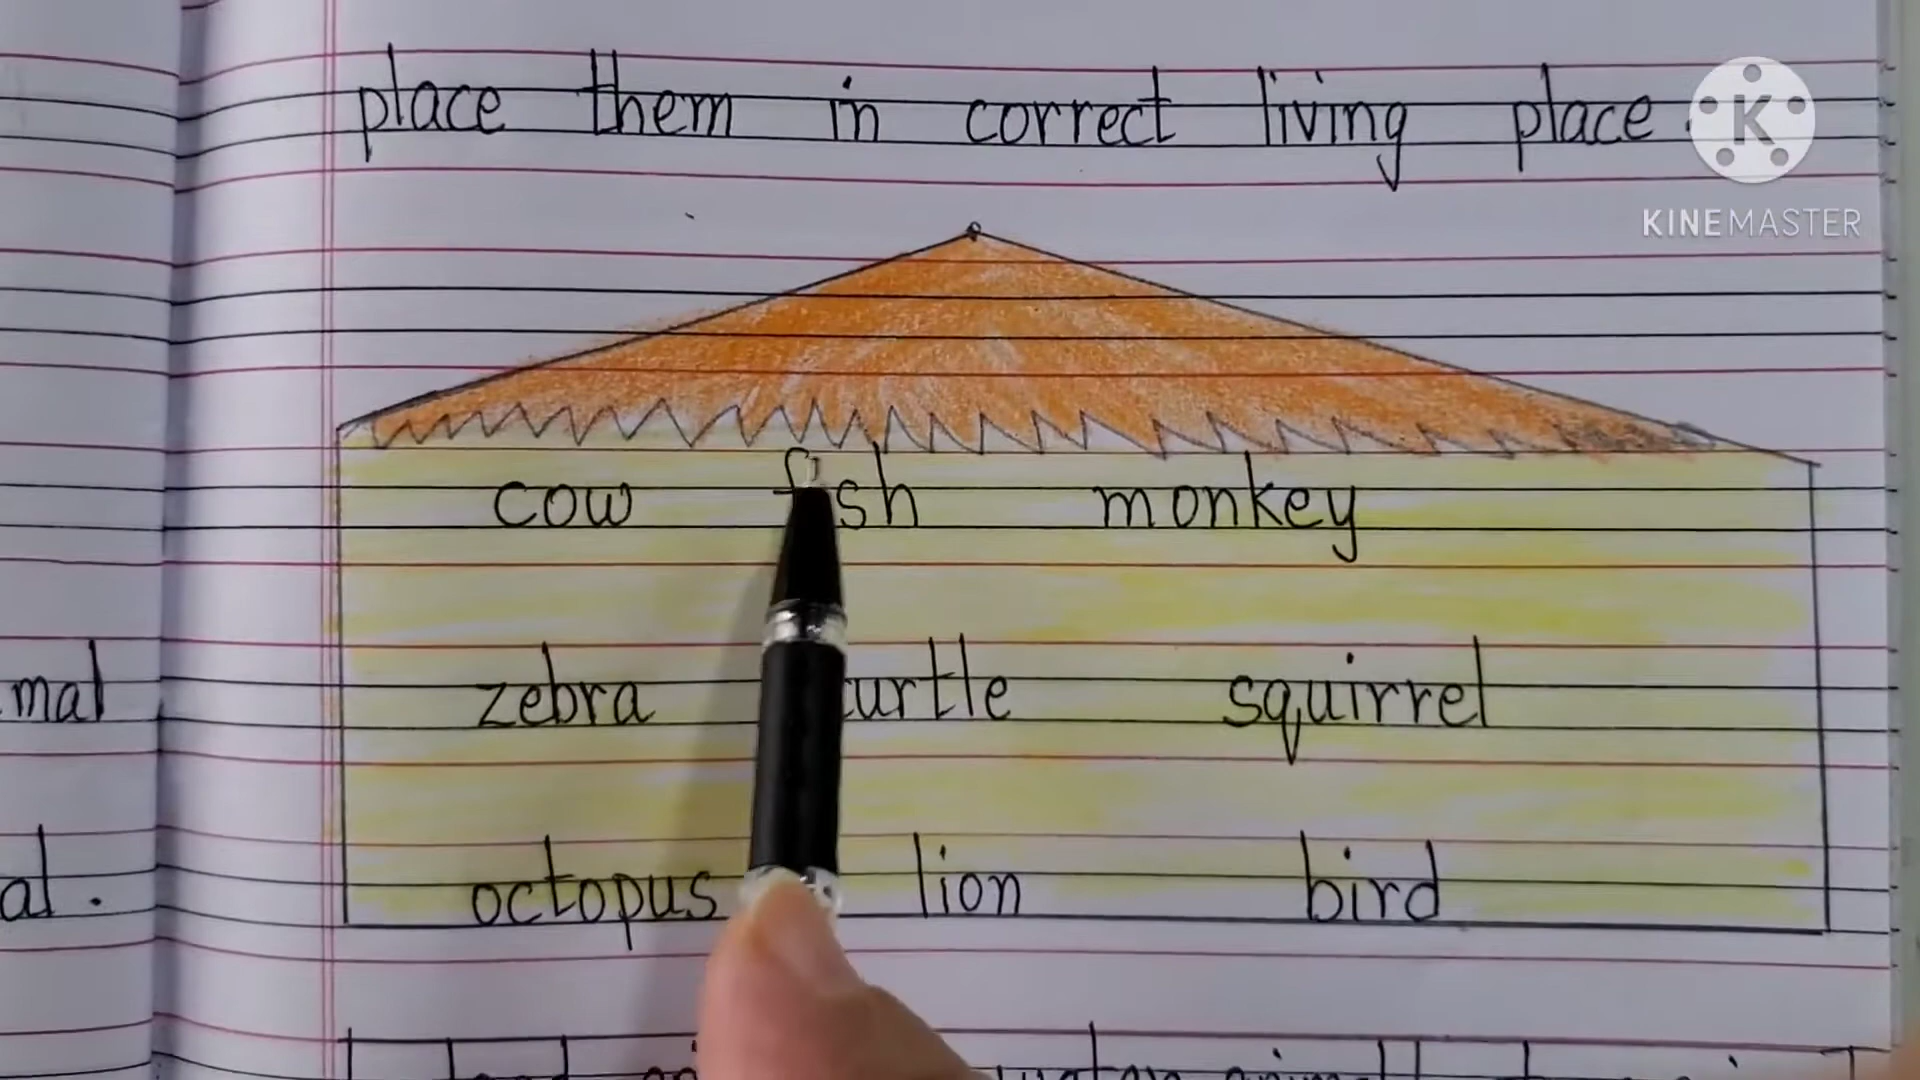 place them in correct living place.
K
KINEMASTER
cow fish monkey
mal zebra turtle squirrel
al. octopus lion bird